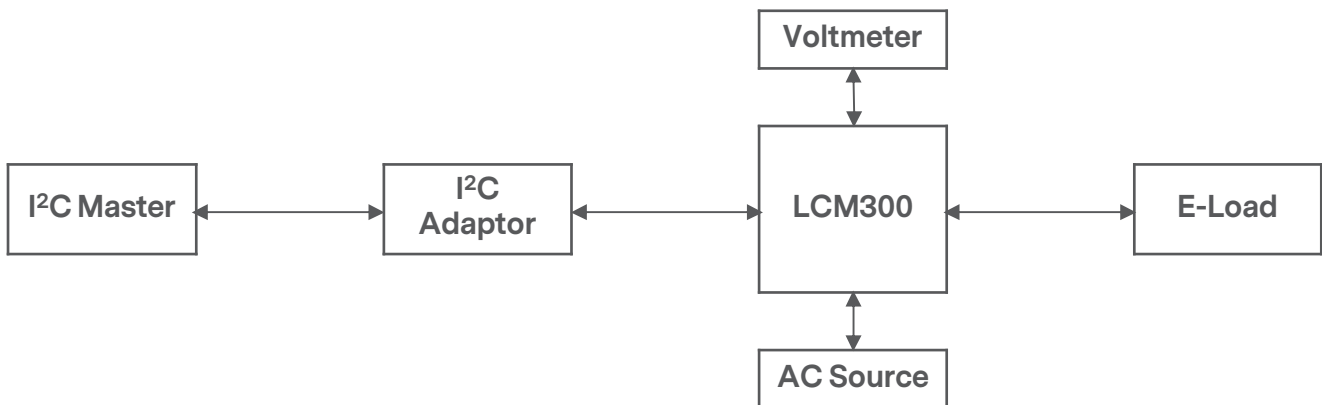 Voltmeter
I²C Master
I²C
Adaptor
LCM300
E-Load
AC Source